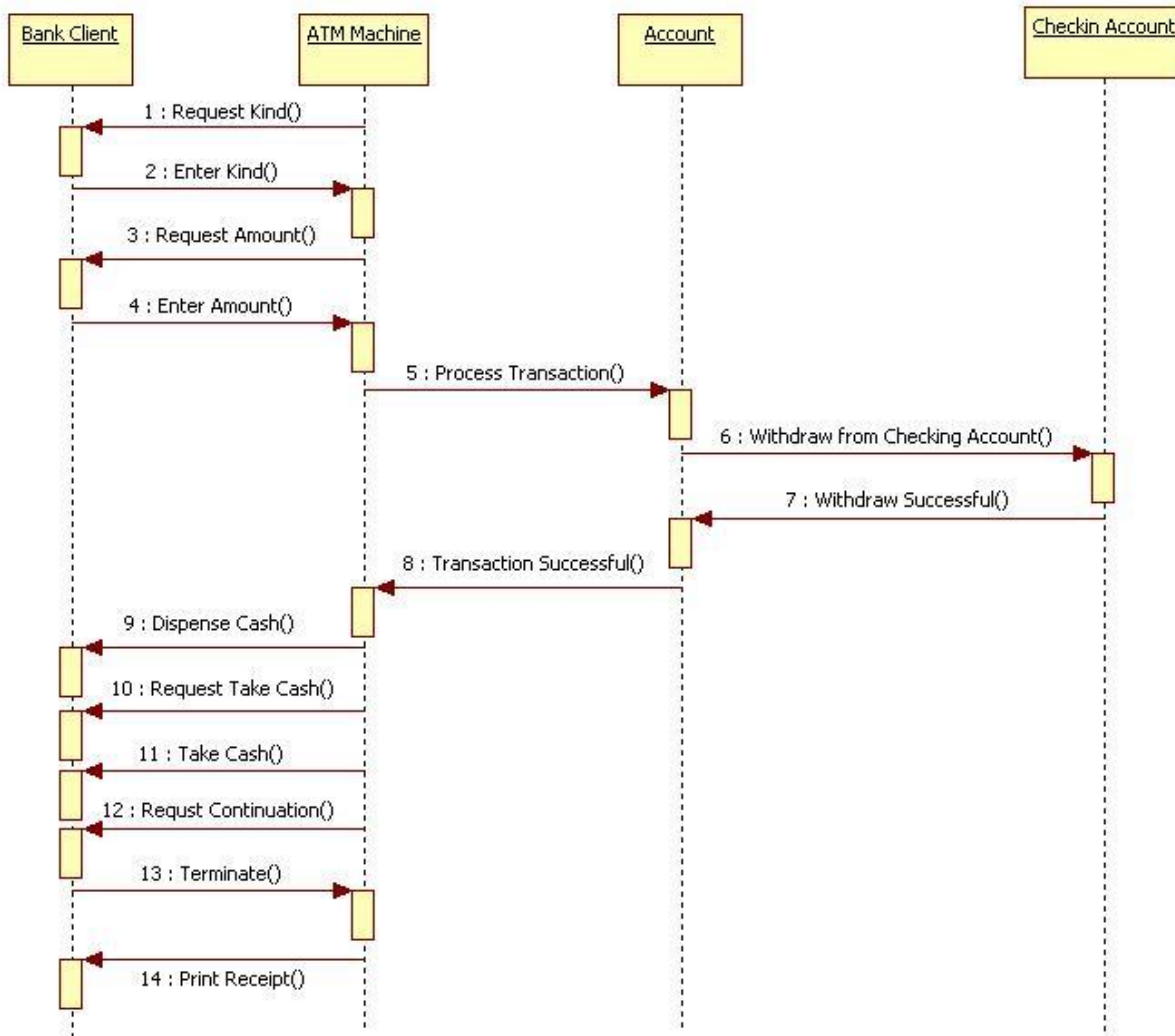 Bank Client
ATM Machine
Account
Checkin Account
1 : Request Kind()
2 : Enter Kind()
3 : Request Amount()
4 : Enter Amount()
5 : Process Transaction()
6 : Withdraw from Checking Account()
7 : Withdraw Successful()
8 : Transaction Successful()
9 : Dispense Cash()
10 : Request Take Cash()
11 : Take Cash()
12 : Requst Continuation()
13 : Terminate()
14 : Print Receipt()